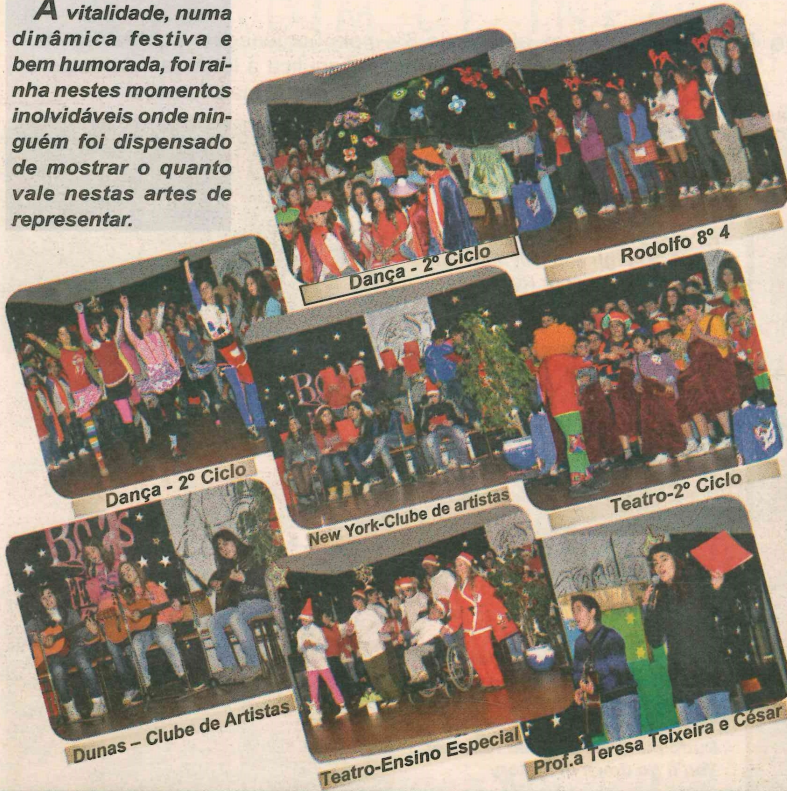 A vitalidade, numa
dinâmica festiva e
bem humorada, foi rai-
nha nestes momentos
inolvidáveis onde nin-
guém foi dispensado
de mostrar o quanto
vale nestas artes de
representar.
Dança - 2º Ciclo
Rodolfo 8º 4
Dança - 2º Ciclo
New York-Clube de artistas
Teatro-2º Ciclo
Dunas – Clube de Artistas
Teatro-Ensino Especial
Prof.a Teresa Teixeira e César